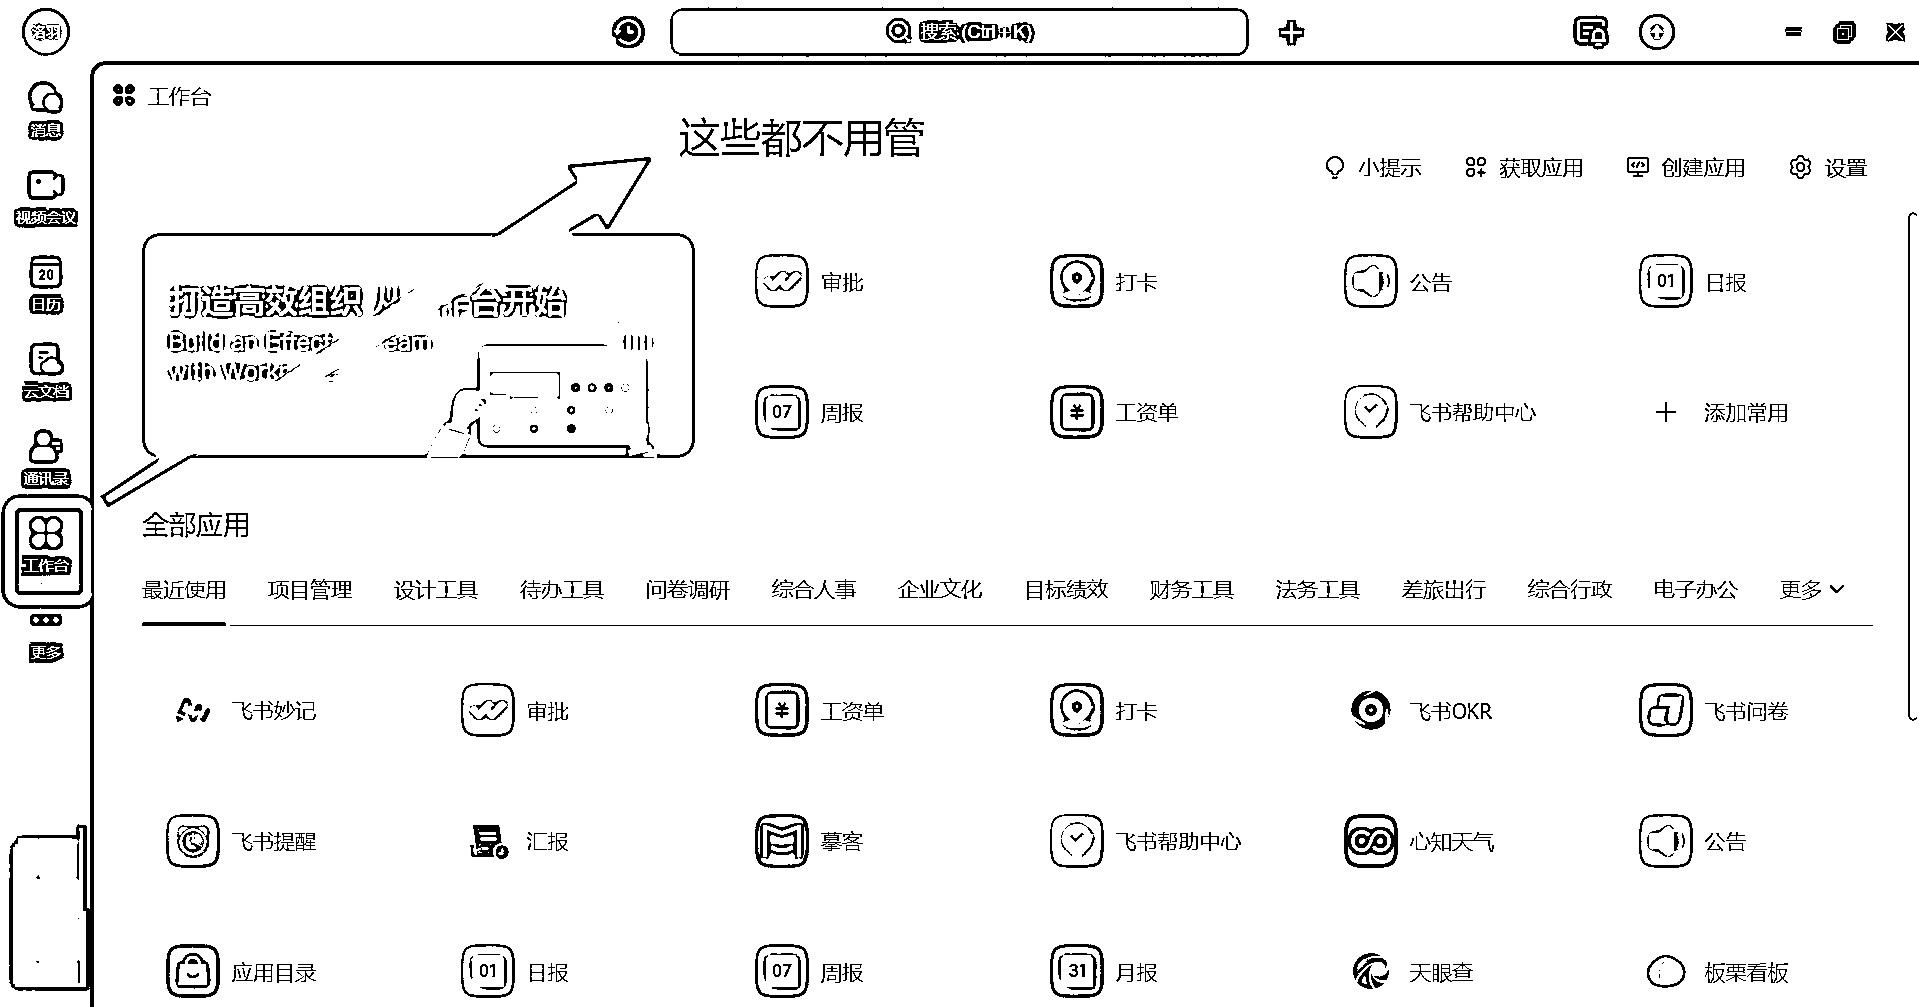 洛羽
搜索 (Ctrl+K)
消息
视频会议
20
日历
云文档
通讯录
工作台
更多
工作台
这些都不用管
小提示
获取应用
创建应用
设置
打造高效组织 从 作台开始
Build an Effect eam
with Work
审批
打卡
公告
01
日报
07
周报
工资单
飞书帮助中心
添加常用
全部应用
最近使用 项目管理 设计工具 待办工具 问卷调研 综合人事 企业文化 目标绩效 财务工具 法务工具 差旅出行 综合行政 电子办公 更多
飞书妙记
审批
工资单
打卡
飞书OKR
飞书问卷
飞书提醒
汇报
摹客
飞书帮助中心
心知天气
公告
应用目录
01
日报
07
周报
31
月报
天眼查
板栗看板